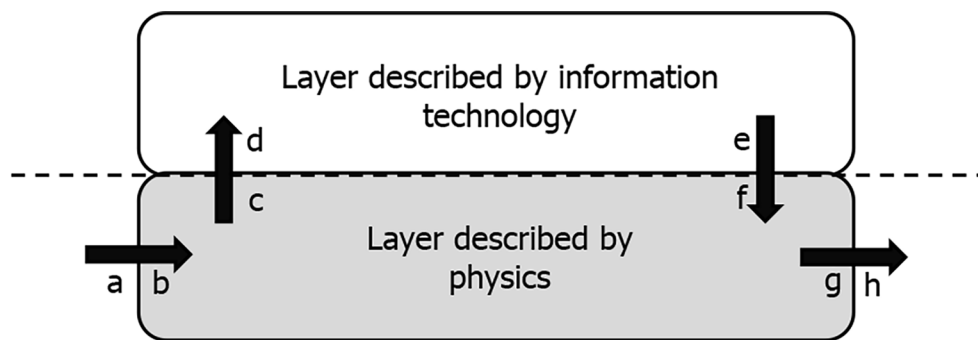 Layer described by information
technology
d
e
c
f
Layer described by
physics
a
b
g
h